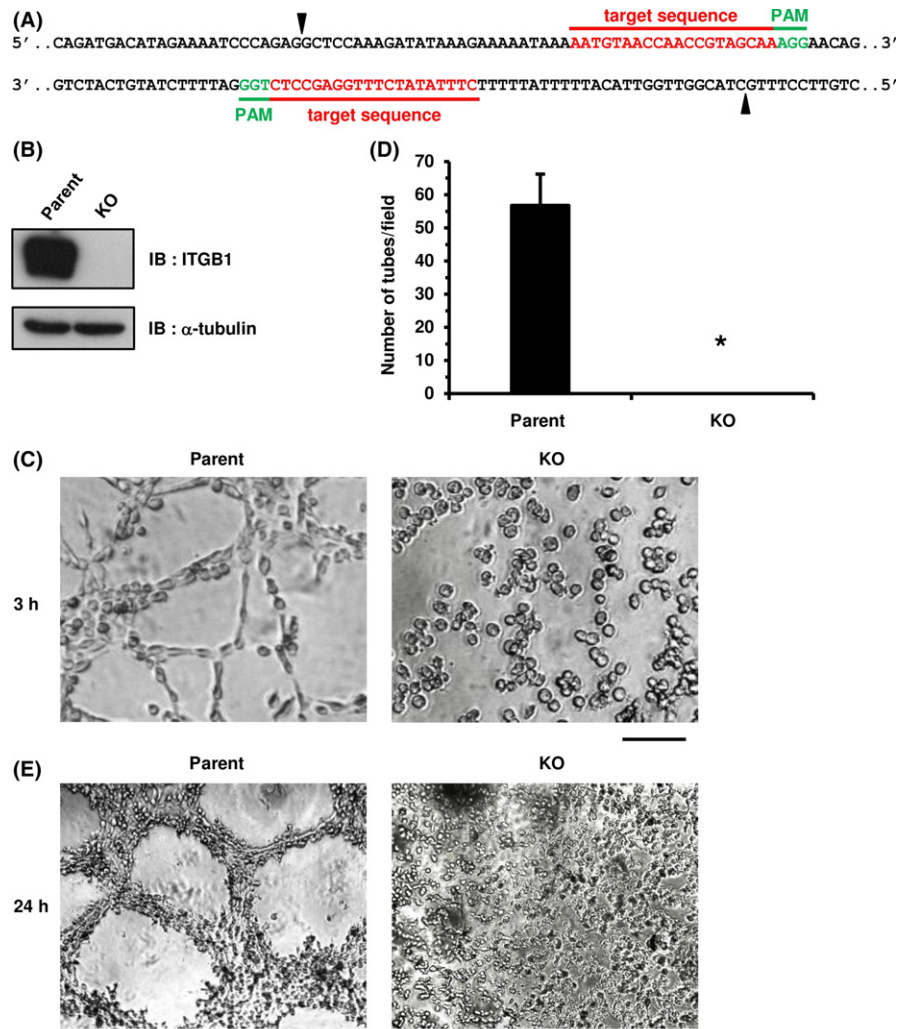 (A)
target sequence PAM
5′ ..CAGATGACATAGAAAATCCCAGAGGCTCCAAAGATATAAAGAAAAATAAAAATGTAACCAACCGTAGCAAAGGAACAG..3′
3′ ..GTCTACTGTATCTTTTAGGGTCTCCGAGGTTTCTATATTTCTTTTTATTTTTACATTGGTTGGCATCGTTTCCTTGTC..5′
PAM target sequence
(B)
Parent KO
IB : ITGB1
IB : α-tubulin
(D)
Number of tubes/field
70
60
50
40
30
20
10
0
*
Parent KO
(C)
Parent KO
3 h
(E)
Parent KO
24 h